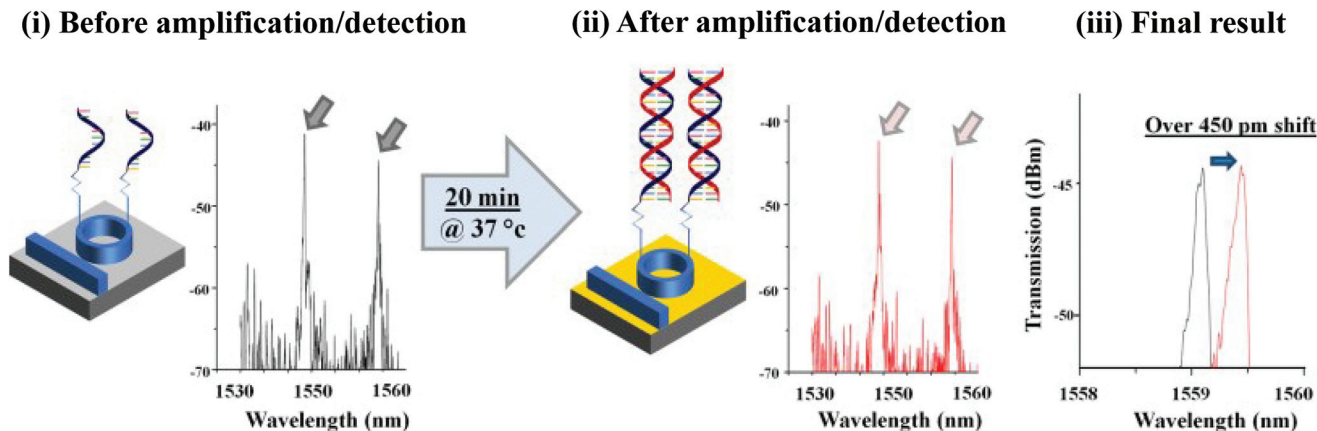 (i) Before amplification/detection
-40
-50
-60
-70
1530
1550
1560
Wavelength (nm)
20 min
@ 37 °c
(ii) After amplification/detection
-40
-50
-60
-70
1530
1550
1560
Wavelength (nm)
(iii) Final result
Over 450 pm shift
Transmission (dBm)
-45
-50
1558
1559
1560
Wavelength (nm)